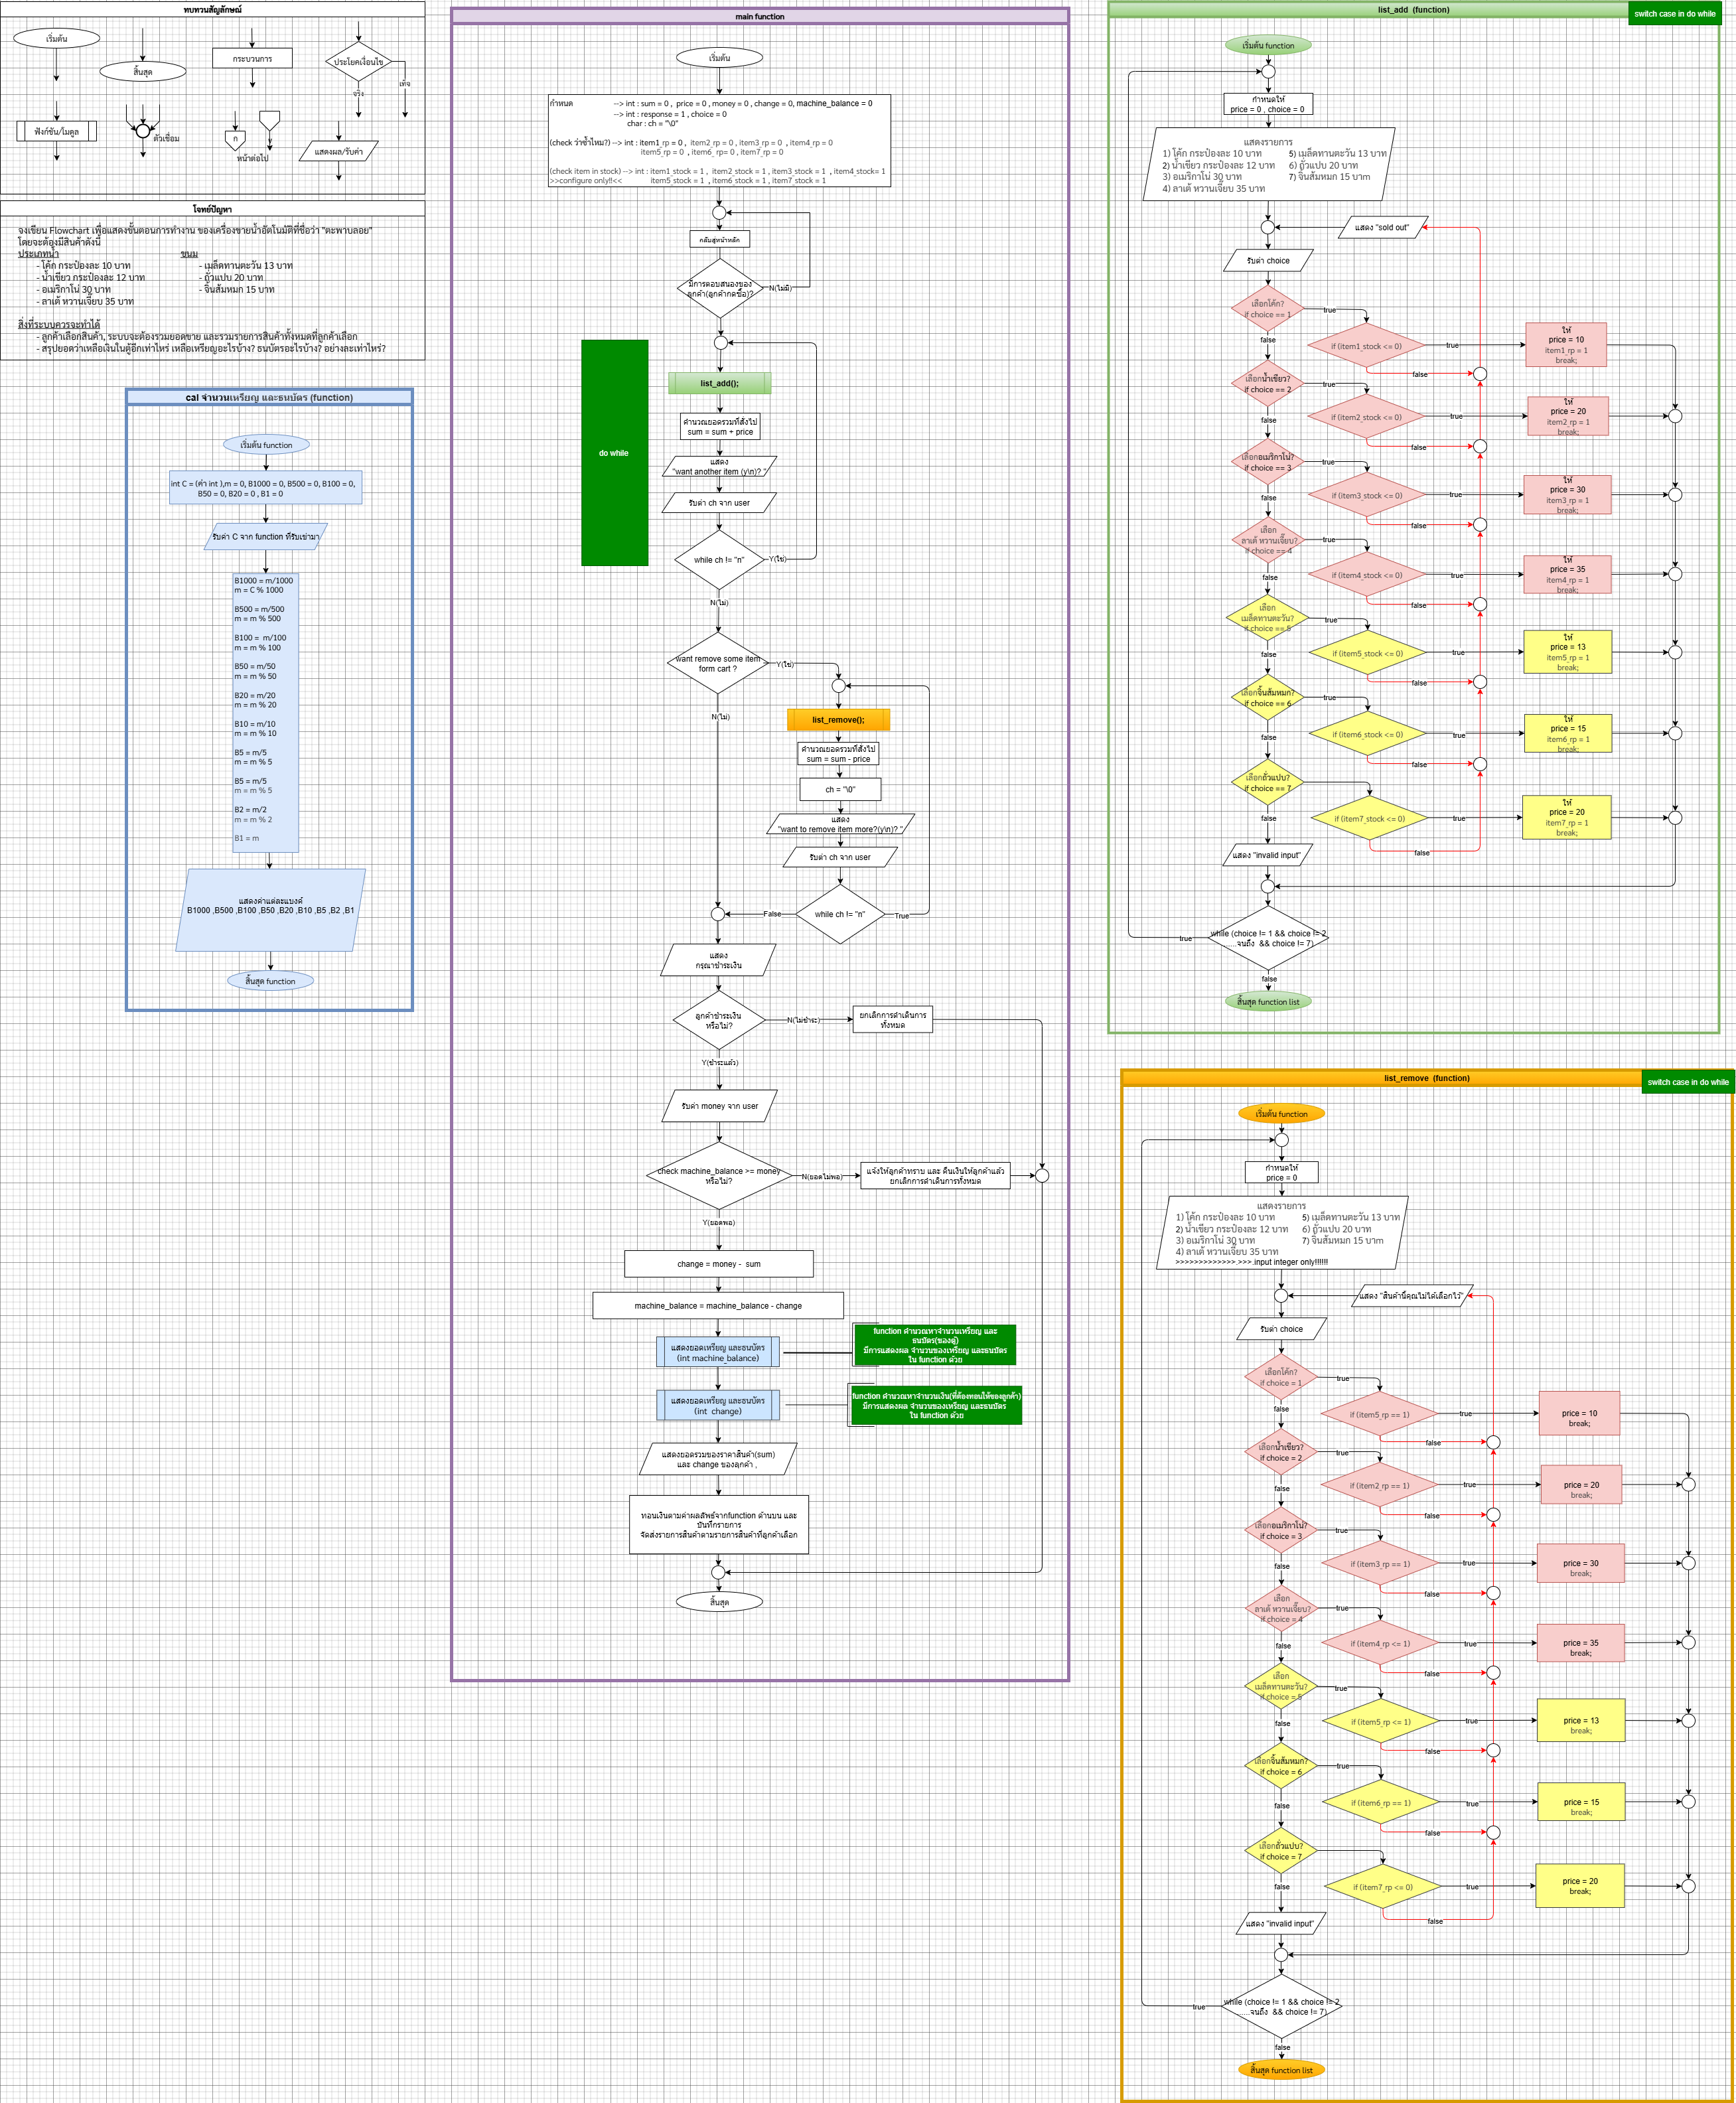 ทบทวนสัญลักษณ์
เริ่มต้น
สิ้นสุด
กระบวนการ
ประโยคเงื่อนไข
เท็จ
จริง
ฟังก์ชัน/โมดูล
ตัวเชื่อม
ก
หน้าต่อไป
แสดงผล/รับค่า
โจทย์ปัญหา
จงเขียน Flowchart เพื่อแสดงขั้นตอนการทำงาน ของเครื่องขายน้ำอัตโนมัติที่ชื่อว่า "ตะพาบลอย"
โดยจะต้องมีสินค้าดังนี้
ประเภทน้ำ ขนม
- โค้ก กระป๋องละ 10 บาท - เมล็ดทานตะวัน 13 บาท
- น้ำเขียว กระป๋องละ 12 บาท - ถั่วแปบ 20 บาท
- อเมริกาโน่ 30 บาท - จิ้นส้มหมก 15 บาท
- ลาเต้ หวานเจี๊ยบ 35 บาท
สิ่งที่ระบบควรจะทำได้
- ลูกค้าเลือกสินค้า, ระบบจะต้องรวมยอดขาย และรวมรายการสินค้าทั้งหมดที่ลูกค้าเลือก
- สรุปยอดว่าเหลือเงินในตู้อีกเท่าไหร่ เหลือเหรียญอะไรบ้าง? ธนบัตรอะไรบ้าง? อย่างละเท่าไหร่?
cal จำนวนเหรียญ และธนบัตร (function)
เริ่มต้น function
int C = (ค่า int ),m = 0, B1000 = 0, B500 = 0, B100 = 0,
B50 = 0, B20 = 0 , B1 = 0
รับค่า C จาก function ที่รับเข่ามา
B1000 = m/1000
m = C % 1000
B500 = m/500
m = m % 500
B100 = m/100
m = m % 100
B50 = m/50
m = m % 50
B20 = m/20
m = m % 20
B10 = m/10
m = m % 10
B5 = m/5
m = m % 5
B5 = m/5
m = m % 5
B2 = m/2
m = m % 2
B1 = m
แสดงค่าแต่ละแบงค์
B1000 ,B500 ,B100 ,B50 ,B20 ,B10 ,B5 ,B2 ,B1
สิ้นสุด function
main function
เริ่มต้น
กำหนด --> int : sum = 0 , price = 0 , money = 0 , change = 0, machine_balance = 0
--> int : response = 1 , choice = 0
char : ch = "\0"
(check ว่าซ้ำไหม?) --> int : item1_rp = 0 , item2_rp = 0 , item3_rp = 0 , item4_rp = 0
item5_rp = 0 , item6_rp= 0 , item7_rp = 0
(check item in stock) --> int : item1_stock = 1 , item2_stock = 1 , item3_stock = 1 , item4_stock= 1
>>configure only!!<< item5_stock = 1 , item6_stock = 1 , item7_stock = 1
กลับสู่หน้าหลัก
มีการตอบสนองของ
ลูกค้า(ลูกค้ากดซื้อ)?
N(ไม่มี)
do while
list_add();
คำนวณยอดรวมที่สั่งไป
sum = sum + price
แสดง
"want another item (y\n)? "
รับค่า ch จาก user
while ch != "n"
Y(ใช่)
N(ไม่)
want remove some item
form cart ?
Y(ใช่)
N(ไม่)
list_remove();
คำนวณยอดรวมที่สั่งไป
sum = sum - price
ch = "\0"
แสดง
"want to remove item more?(y\n)? "
รับค่า ch จาก user
while ch != "n"
False
True
แสดง
กรุณาชำระเงิน
ลูกค้าชำระเงิน
หรือไม่?
N(ไม่ชำระ)
ยกเลิกการดำเนินการ
ทั้งหมด
Y(ชำระแล้ว)
รับค่า money จาก user
check machine_balance >= money
หรือไม่?
N(ยอดไม่พอ)
แจ้งให้ลูกค้าทราบ และ คืนเงินให้ลูกค้าแล้ว
ยกเลิกการดำเนินการทั้งหมด
Y(ยอดพอ)
change = money - sum
machine_balance = machine_balance - change
แสดงยอดเหรียญ และธนบัตร
(int machine_balance)
function คำนวณหาจำนวนเหรียญ และ
ธนบัตร(ของตู้)
มีการแสดงผล จำนวนของเหรียญ และธนบัตร
ใน function ด้วย
แสดงยอดเหรียญ และธนบัตร
(int change)
function คำนวณหาจำนวนเงิน(ที่ต้องทอนให้ของลูกค้า)
มีการแสดงผล จำนวนของเหรียญ และธนบัตร
ใน function ด้วย
แสดงยอดรวมของราคาสินค้า(sum)
และ change ของลุกค้า ,
ทอนเงินตามค่าผลลัพธ์จากfunction ด้านบน และ
บันทึกรายการ
จัดส่งรายการสินค้าตามรายการสินค้าที่ลูกค้าเลือก
สิ้นสุด
list_add (function)
switch case in do while
เริ่มต้น function
กำหนดให้
price = 0 , choice = 0
แสดงรายการ
1) โค้ก กระป๋องละ 10 บาท 5) เมล็ดทานตะวัน 13 บาท
2) น้ำเขียว กระป๋องละ 12 บาท 6) ถั่วแปบ 20 บาท
3) อเมริกาโน่ 30 บาท 7) จิ้นส้มหมก 15 บาท
4) ลาเต้ หวานเจี๊ยบ 35 บาท
แสดง "sold out"
รับค่า choice
เลือกโค้ก?
if choice == 1
true
false
if (item1_stock <= 0)
true
false
ให้
price = 10
item1_rp = 1
break;
เลือกน้ำเขียว?
if choice == 2
true
false
if (item2_stock <= 0)
true
false
ให้
price = 20
item2_rp = 1
break;
เลือกอเมริกาโน่?
if choice == 3
true
false
if (item3_stock <= 0)
true
false
ให้
price = 30
item3_rp = 1
break;
เลือก
ลาเต้ หวานเจี๊ยบ?
if choice == 4
true
false
if (item4_stock <= 0)
true
false
ให้
price = 35
item4_rp = 1
break;
เลือก
เมล็ดทานตะวัน?
if choice == 5
true
false
if (item5_stock <= 0)
true
false
ให้
price = 13
item5_rp = 1
break;
เลือกจิ้นส้มหมก?
if choice == 6
true
false
if (item6_stock <= 0)
true
false
ให้
price = 15
item6_rp = 1
break;
เลือกถั่วแปบ?
if choice == 7
true
false
if (item7_stock <= 0)
true
false
ให้
price = 20
item7_rp = 1
break;
แสดง "invalid input"
while (choice != 1 && choice != 2
......จนถึง && choice != 7)
true
false
สิ้นสุด function list
list_remove (function)
switch case in do while
เริ่มต้น function
กำหนดให้
price = 0
แสดงรายการ
1) โค้ก กระป๋องละ 10 บาท 5) เมล็ดทานตะวัน 13 บาท
2) น้ำเขียว กระป๋องละ 12 บาท 6) ถั่วแปบ 20 บาท
3) อเมริกาโน่ 30 บาท 7) จิ้นส้มหมก 15 บาท
4) ลาเต้ หวานเจี๊ยบ 35 บาท
>>>>>>>>>>>>>.>>>.input integer only!!!!!!
แสดง "สินค้านี้คุณไม่ได้เลือกไว้"
รับค่า choice
เลือกโค้ก?
if choice = 1
true
false
if (item5_rp == 1)
true
false
price = 10
break;
เลือกน้ำเขียว?
if choice = 2
true
false
if (item2_rp == 1)
true
false
price = 20
break;
เลือกอเมริกาโน่?
if choice = 3
true
false
if (item3_rp == 1)
true
false
price = 30
break;
เลือก
ลาเต้ หวานเจี๊ยบ?
if choice = 4
true
false
if (item4_rp <= 1)
true
false
price = 35
break;
เลือก
เมล็ดทานตะวัน?
if choice = 5
true
false
if (item5_rp <= 1)
true
false
price = 13
break;
เลือกจิ้นส้มหมก?
if choice = 6
true
false
if (item6_rp == 1)
true
false
price = 15
break;
เลือกถั่วแปบ?
if choice = 7
true
false
if (item7_rp <= 0)
true
false
price = 20
break;
แสดง "invalid input"
while (choice != 1 && choice != 2
......จนถึง && choice != 7)
true
false
สิ้นสุด function list